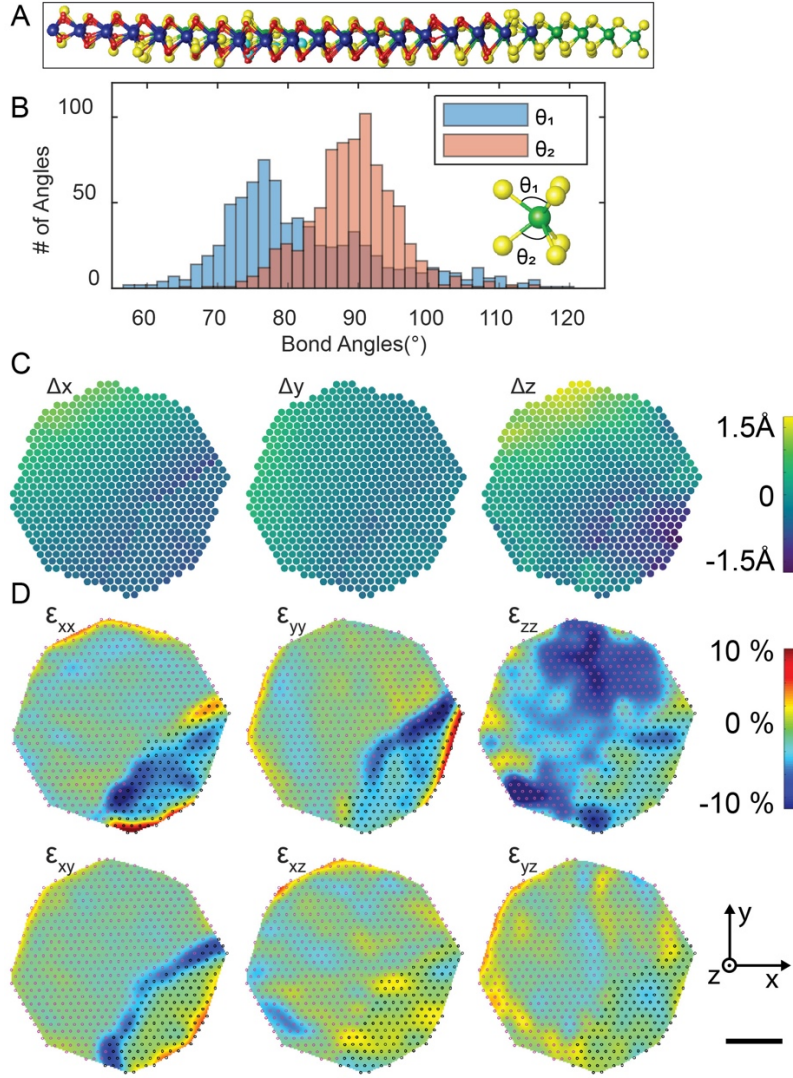 A
B
100
50
0
# of Angles
θ₁
θ₂
θ₁
θ₂
60 70 80 90 100 110 120
Bond Angles(°)
C
Δx Δy Δz
1.5Å
0
-1.5Å
D
εxx εyy εzz
10 %
0 %
-10 %
εxy εxz εyz
y
z x